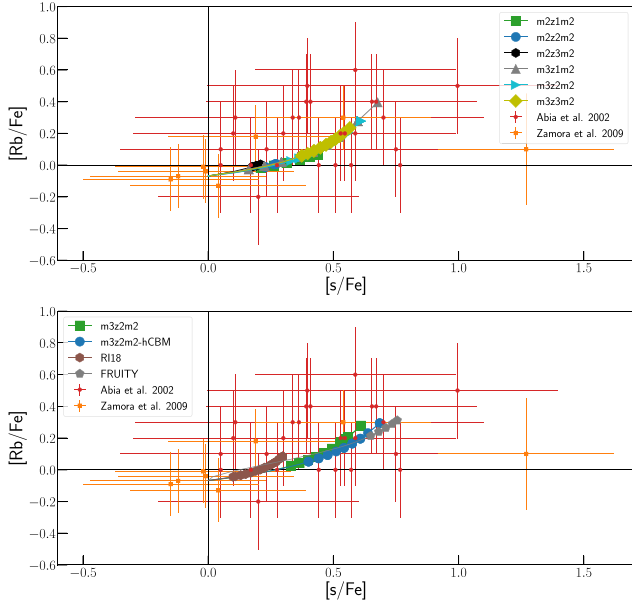 1.0
0.8
0.6
0.4
0.2
0.0
−0.2
−0.4
−0.6
[Rb/Fe]
m2z1m2
m2z2m2
m2z3m2
m3z1m2
m3z2m2
m3z3m2
Abia et al. 2002
Zamora et al. 2009
−0.5
0.0
0.5
1.0
1.5
[s/Fe]
1.0
0.8
0.6
0.4
0.2
0.0
−0.2
−0.4
−0.6
[Rb/Fe]
m3z2m2
m3z2m2-hCBM
RI18
FRUITY
Abia et al. 2002
Zamora et al. 2009
−0.5
0.0
0.5
1.0
1.5
[s/Fe]